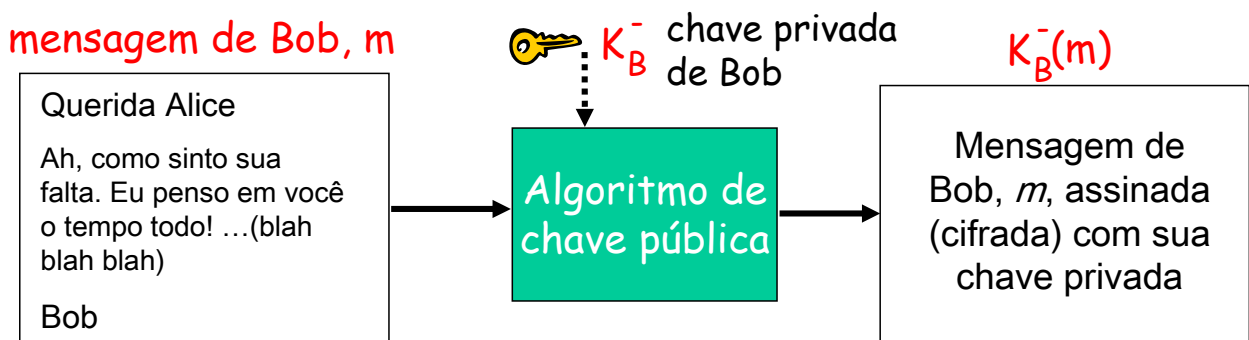 mensagem de Bob, m
Querida Alice
Ah, como sinto sua
falta. Eu penso em você
o tempo todo! …(blah
blah blah)
Bob
K_B^- chave privada
de Bob
Algoritmo de
chave pública
K_B^-(m)
Mensagem de
Bob, m, assinada
(cifrada) com sua
chave privada